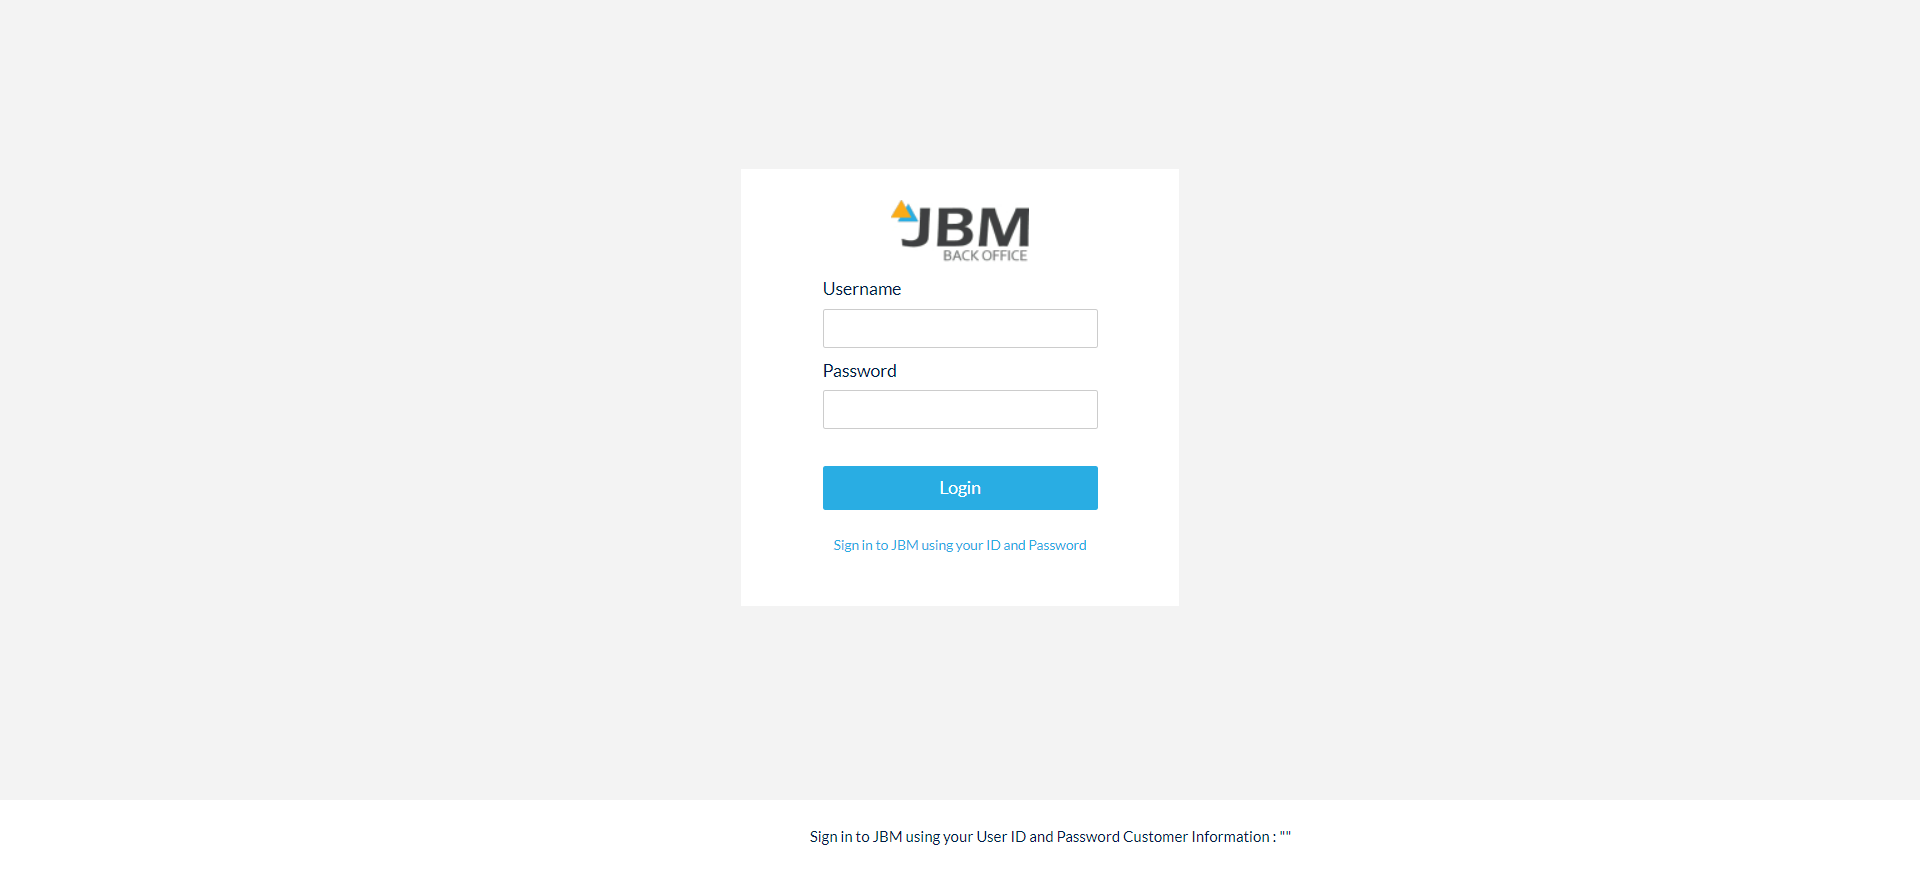 JBM
BACK OFFICE
Username
Password
Login
Sign in to JBM using your ID and Password
Sign in to JBM using your User ID and Password Customer Information : ""